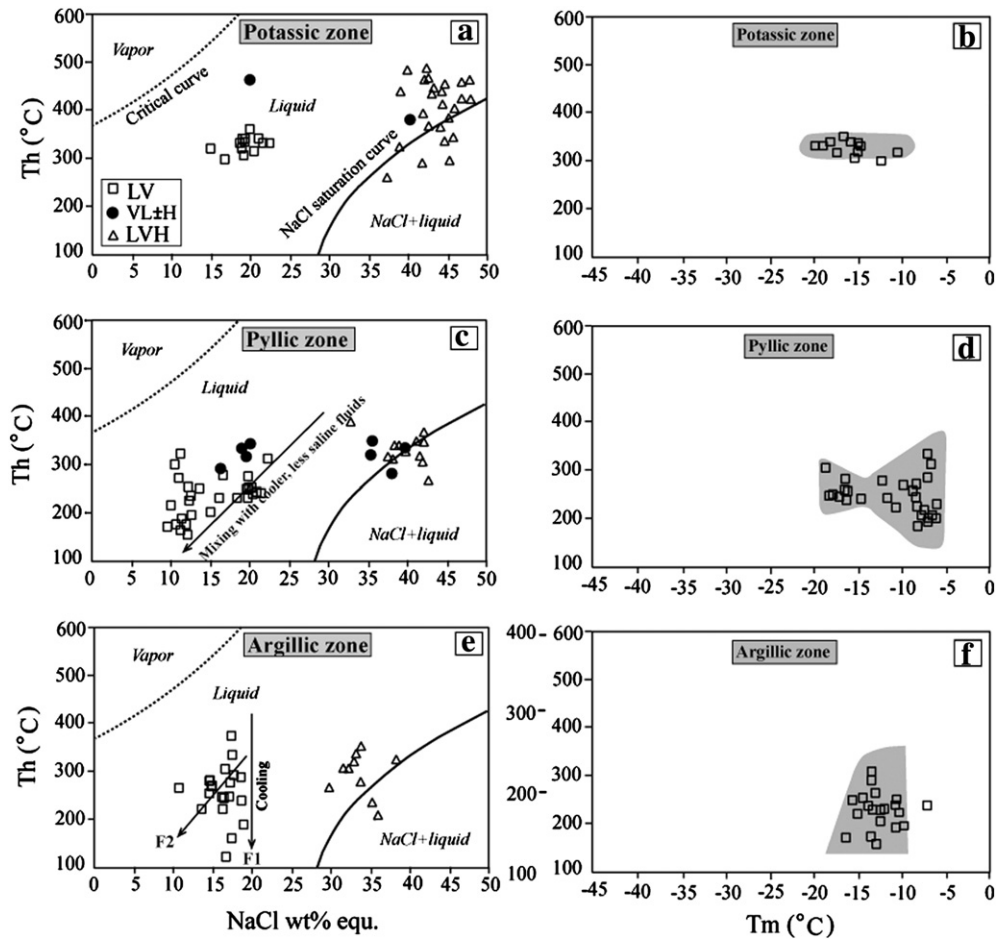 Potassic zone
a
Vapor
Critical curve
Liquid
NaCl saturation curve
NaCl+liquid
LV
VL±H
LVH
Th (°C)
600
500
400
300
200
100
0 5 10 15 20 25 30 35 40 45 50
Potassic zone
b
600
500
400
300
200
100
-45 -45 -35 -30 -25 -20 -15 -10 -5 0
Pyllic zone
c
Vapor
Liquid
Mixing with cooler, less saline fluids
NaCl+liquid
Th (°C)
600
500
400
300
200
100
0 5 10 15 20 25 30 35 40 45 50
Pyllic zone
d
600
500
400
300
200
100
-45 -45 -35 -30 -25 -20 -15 -10 -5 0
Argillic zone
e
Vapor
Liquid
Cooling
F2
F1
NaCl+liquid
Th (°C)
600
500
400
300
200
100
0 5 10 15 20 25 30 35 40 45 50
NaCl wt% equ.
400-
300-
200-
100-
Argillic zone
f
600
500
400
300
200
100
-45 -45 -35 -30 -25 -20 -15 -10 -5 0
Tm (°C)